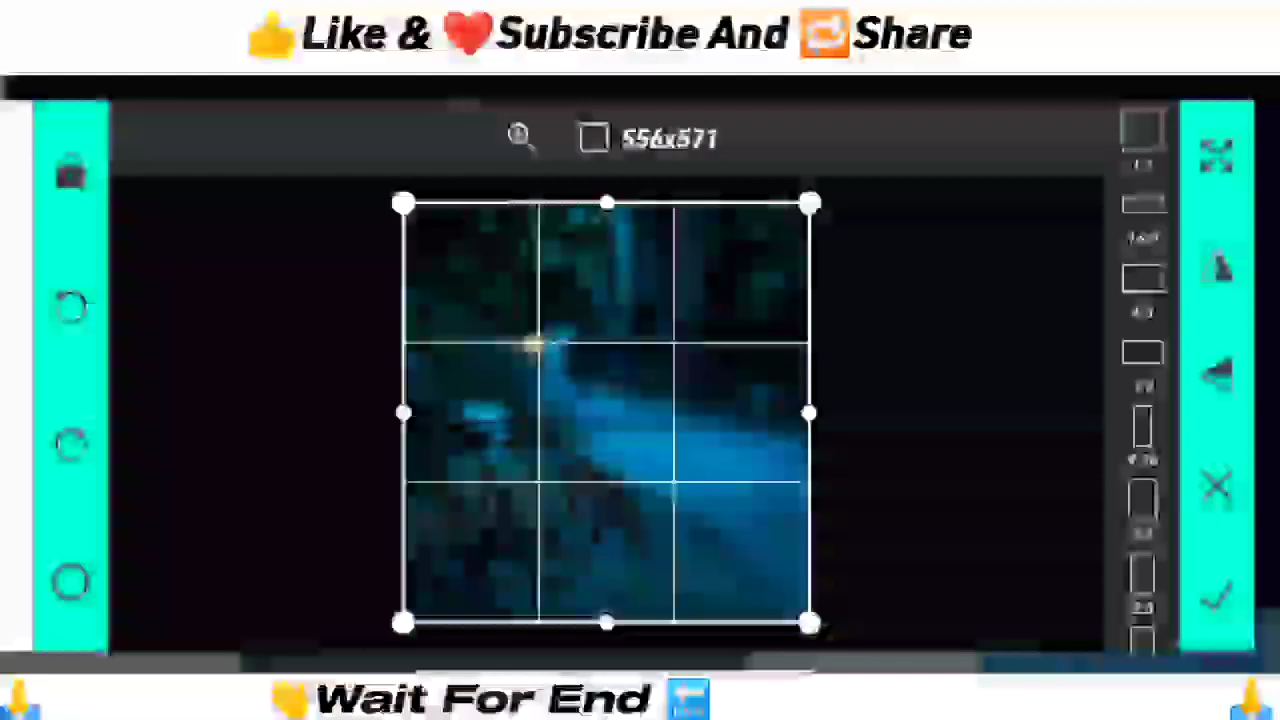 👍Like & ❤️Subscribe And 🔁Share
556x571
Wait For End 🔙